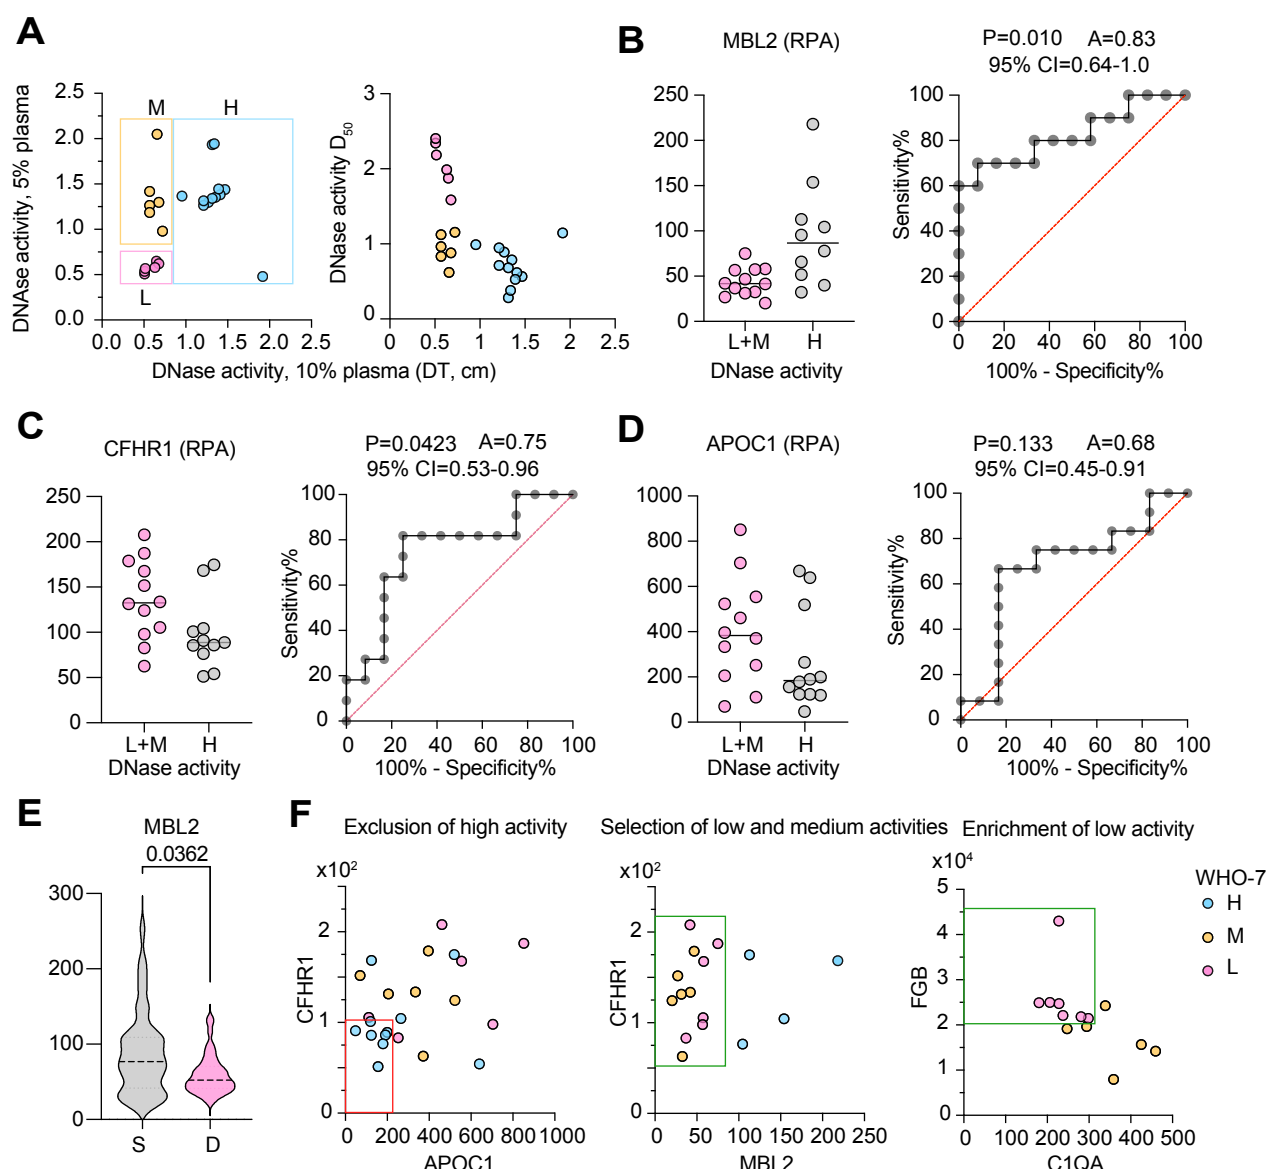 A
DNAse activity, 5% plasma
2.5
2.0
1.5
1.0
0.5
0.0
M
H
L
0.0 0.5 1.0 1.5 2.0 2.5
DNase activity D50
3
2
1
0
0 0.5 1 1.5 2 2.5
DNase activity, 10% plasma (DT, cm)
B
MBL2 (RPA)
250
200
150
100
50
0
L+M H
DNase activity
P=0.010 A=0.83
95% CI=0.64-1.0
Sensitivity%
100
80
60
40
20
0
0 20 40 60 80 100
100% - Specificity%
C
CFHR1 (RPA)
250
200
150
100
50
0
L+M H
DNase activity
P=0.0423 A=0.75
95% CI=0.53-0.96
Sensitivity%
100
80
60
40
20
0
0 20 40 60 80 100
100% - Specificity%
D
APOC1 (RPA)
1000
800
600
400
200
0
L+M H
DNase activity
P=0.133 A=0.68
95% CI=0.45-0.91
Sensitivity%
100
80
60
40
20
0
0 20 40 60 80 100
100% - Specificity%
E
MBL2
0.0362
300
200
100
0
S D
F
Exclusion of high activity
x10²
CFHR1
2
1
0
0 200 400 600 800 1000
APOC1
Selection of low and medium activities
x10²
CFHR1
2
1
0
0 50 100 150 200 250
MBL2
Enrichment of low activity
x10⁴
FGB
5
4
3
2
1
0
0 100 200 300 400 500
C1QA
WHO-7
H
M
L